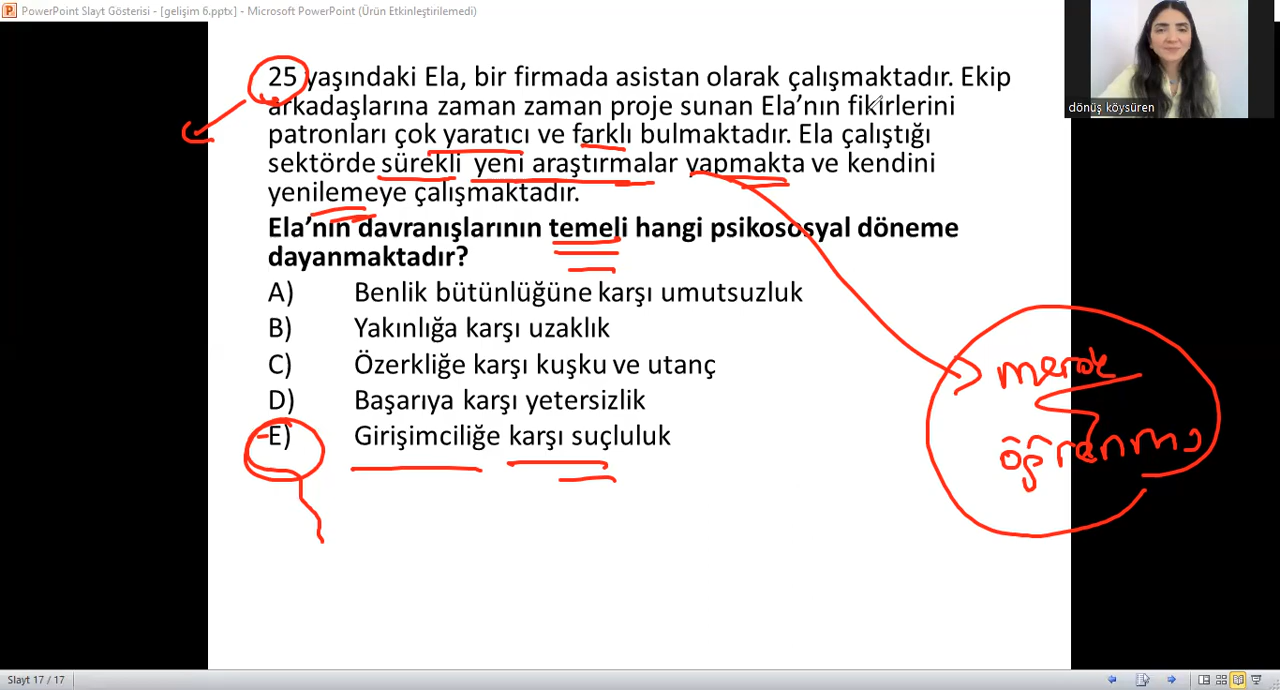 PowerPoint Slayt Gösterisi - [gelişim 6.pptx] - Microsoft PowerPoint (Ürün Etkinleştirilemedi)
25 yaşındaki Ela, bir firmada asistan olarak çalışmaktadır. Ekip
arkadaşlarına zaman zaman proje sunan Ela'nın fikirlerini
patronları çok yaratıcı ve farklı bulmaktadır. Ela çalıştığı
sektörde sürekli yeni araştırmalar yapmakta ve kendini
yenilemeye çalışmaktadır.
Ela'nın davranışlarının temeli hangi psikososyal döneme
dayanmaktadır?
A) Benlik bütünlüğüne karşı umutsuzluk
B) Yakınlığa karşı uzaklık
C) Özerkliğe karşı kuşku ve utanç
D) Başarıya karşı yetersizlik
E) Girişimciliğe karşı suçluluk
merak
öğrenme
dönüş köysüren
Slayt 17 / 17